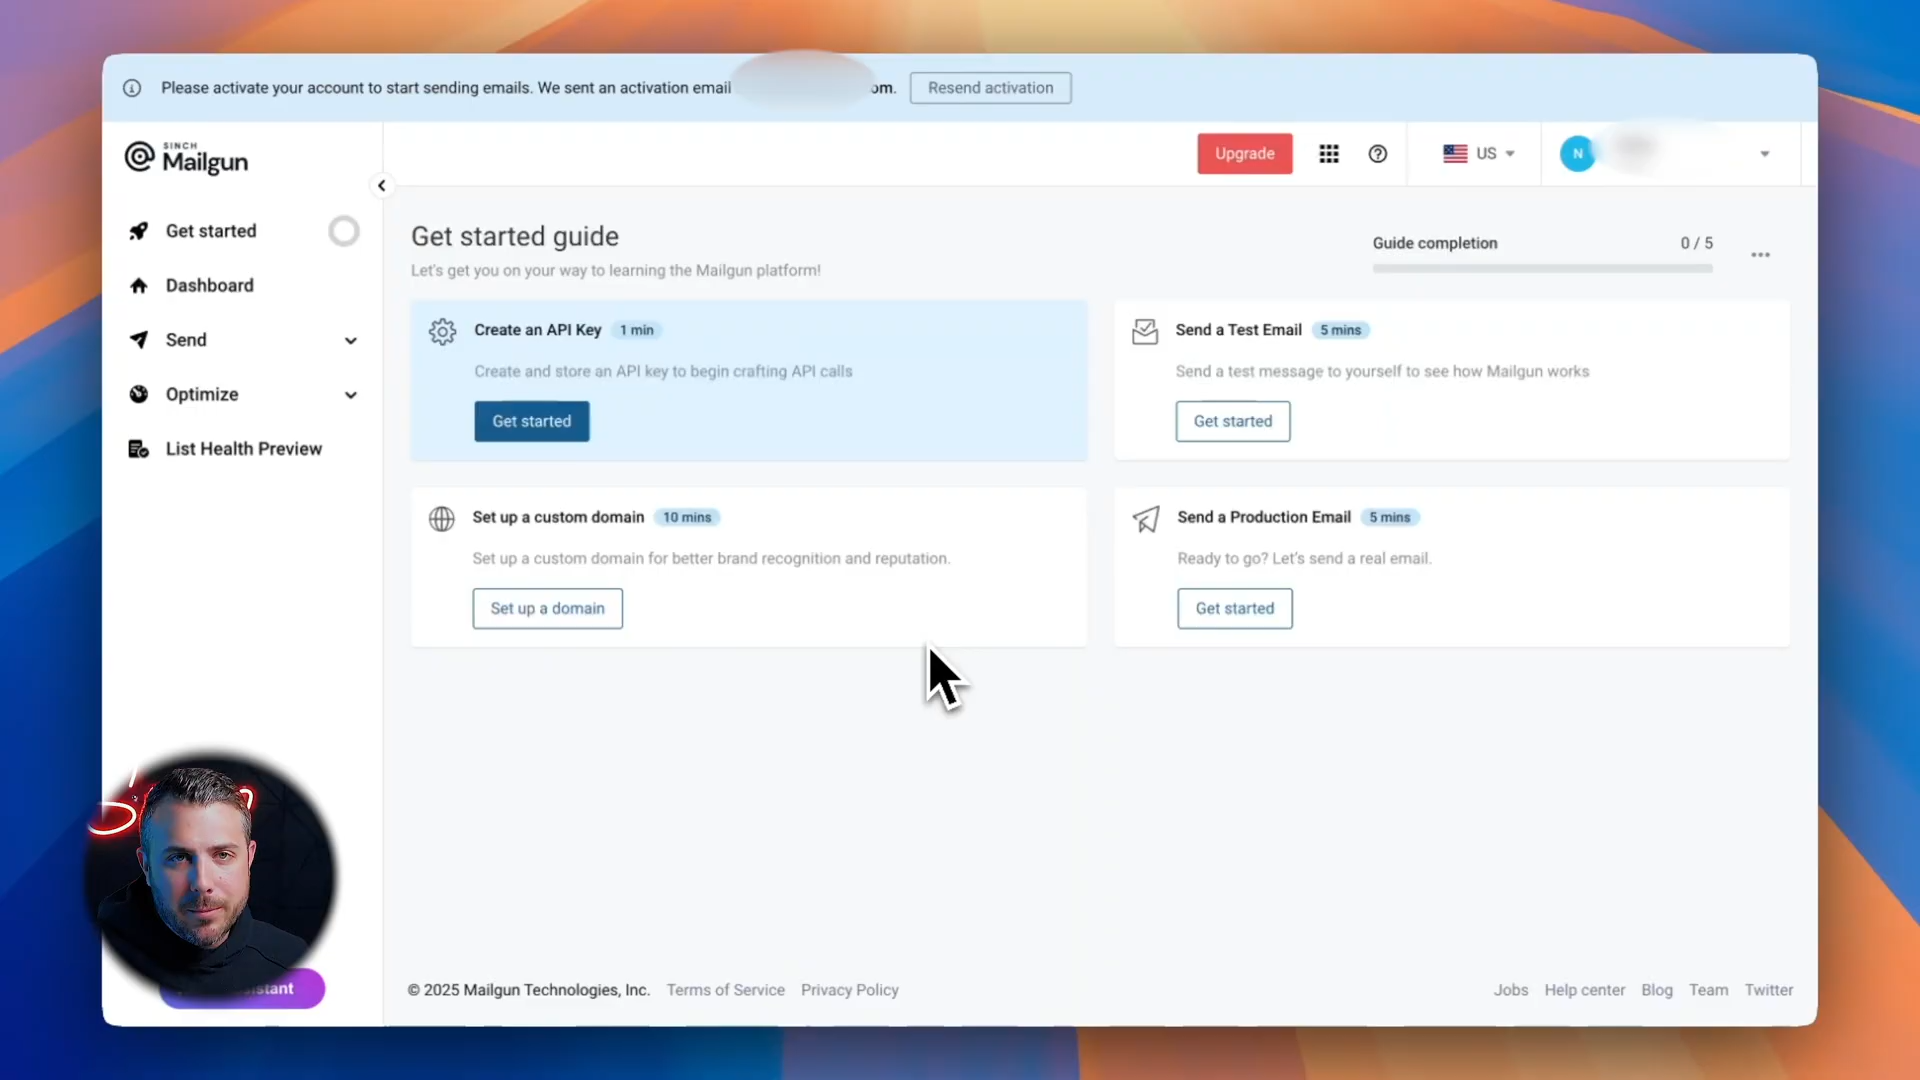 Please activate your account to start sending emails. We sent an activation email om. Resend activation
SINCH
Mailgun
Upgrade
US
N
Get started
Dashboard
Send
Optimize
List Health Preview
Get started guide
Let's get you on your way to learning the Mailgun platform!
Guide completion 0 / 5
Create an API Key 1 min
Create and store an API key to begin crafting API calls
Get started
Send a Test Email 5 mins
Send a test message to yourself to see how Mailgun works
Get started
Set up a custom domain 10 mins
Set up a custom domain for better brand recognition and reputation.
Set up a domain
Send a Production Email 5 mins
Ready to go? Let's send a real email.
Get started
© 2025 Mailgun Technologies, Inc. Terms of Service Privacy Policy
Jobs Help center Blog Team Twitter